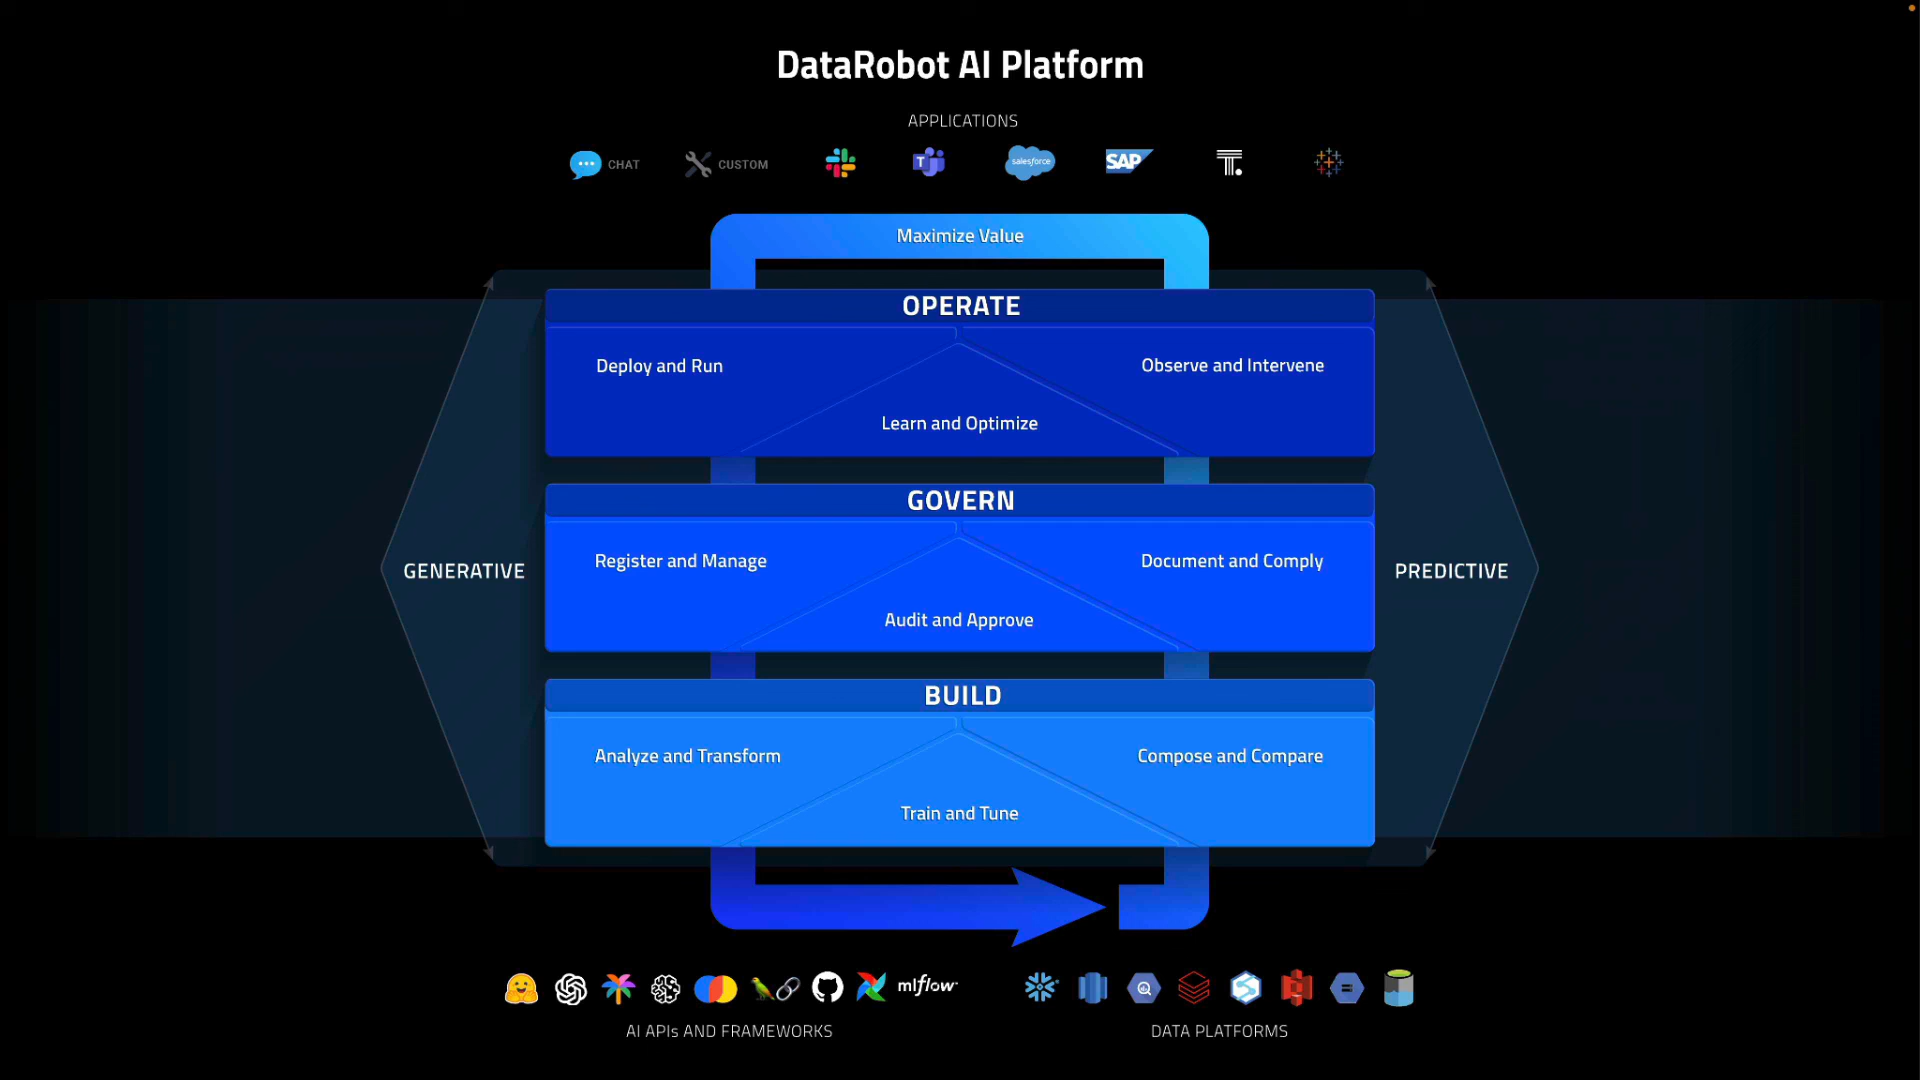 DataRobot AI Platform
APPLICATIONS
CHAT
CUSTOM
T
salesforce
SAP
T.
Maximize Value
OPERATE
Deploy and Run
Observe and Intervene
Learn and Optimize
GOVERN
Register and Manage
Document and Comply
Audit and Approve
GENERATIVE
PREDICTIVE
BUILD
Analyze and Transform
Compose and Compare
Train and Tune
mlflow
AI APIs AND FRAMEWORKS
DATA PLATFORMS